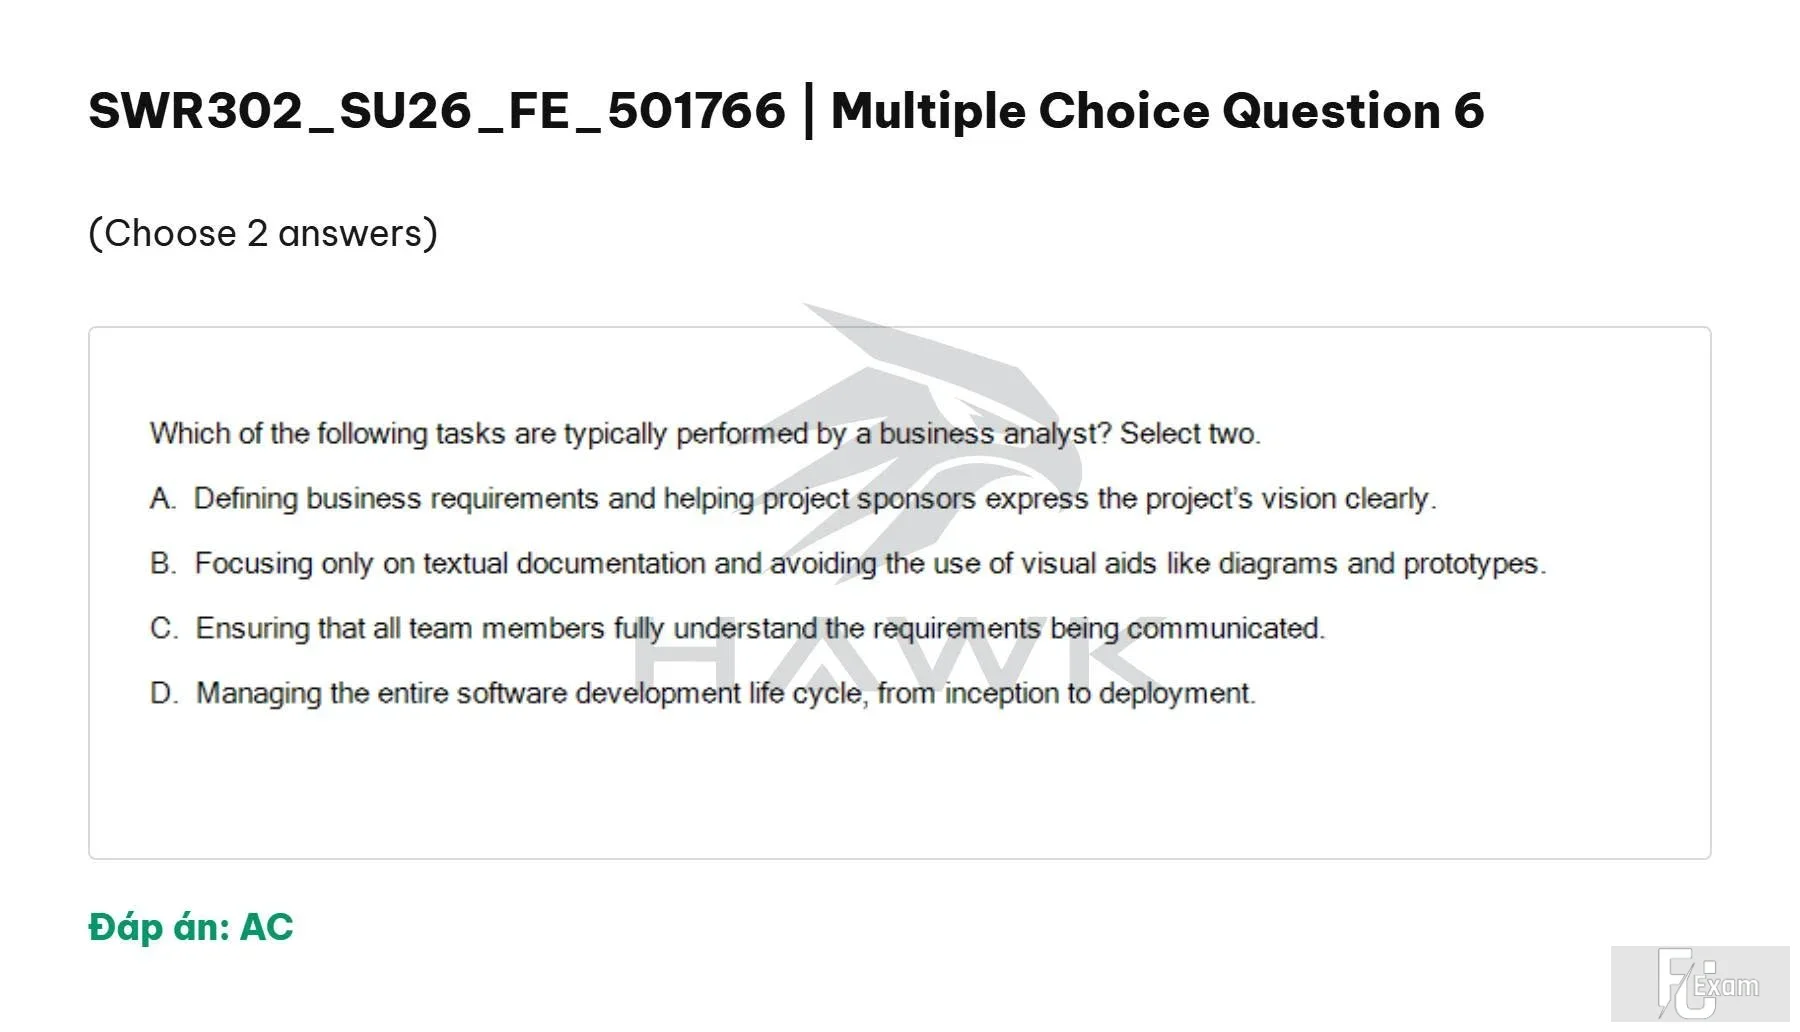 SWR302_SU26_FE_501766 | Multiple Choice Question 6
(Choose 2 answers)
Which of the following tasks are typically performed by a business analyst? Select two.
A. Defining business requirements and helping project sponsors express the project's vision clearly.
B. Focusing only on textual documentation and avoiding the use of visual aids like diagrams and prototypes.
C. Ensuring that all team members fully understand the requirements being communicated.
HAWK
D. Managing the entire software development life cycle, from inception to deployment.
Đáp án: AC
FU Exam